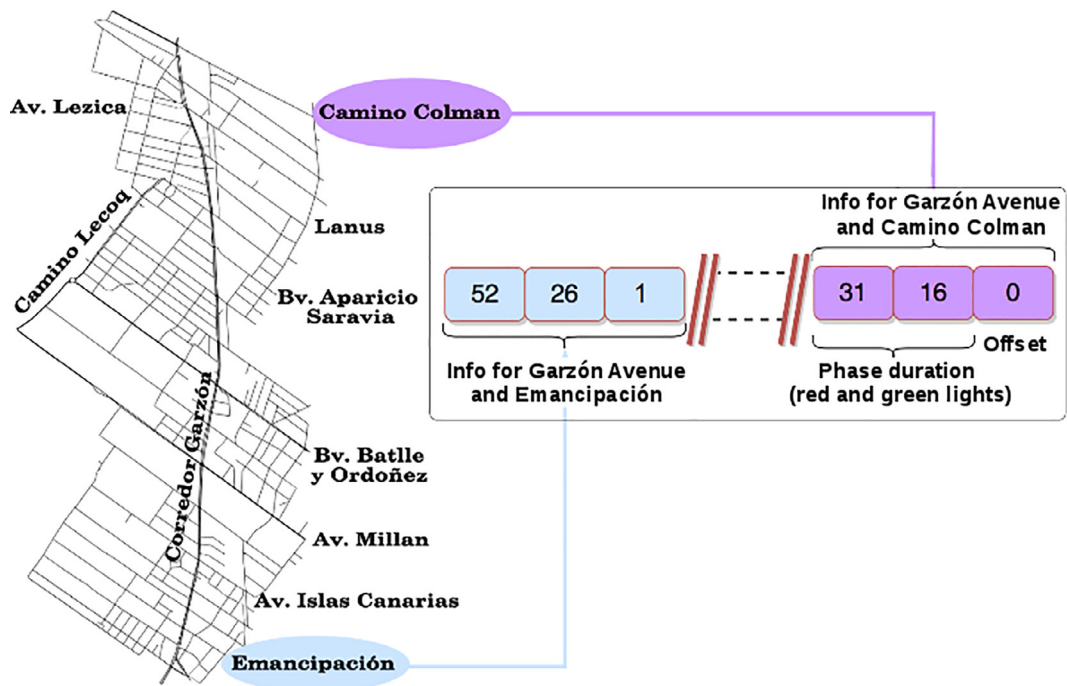 Av. Lezica
Camino Colman
Camino Lecoq
Lanus
Bv. Aparicio
Saravia
Corredor Garzón
Bv. Batlle
y Ordoñez
Av. Millan
Av. Islas Canarias
Emancipación
Info for Garzón Avenue
and Camino Colman
52 26 1
31 16 0
Info for Garzón Avenue
and Emancipación
Offset
Phase duration
(red and green lights)